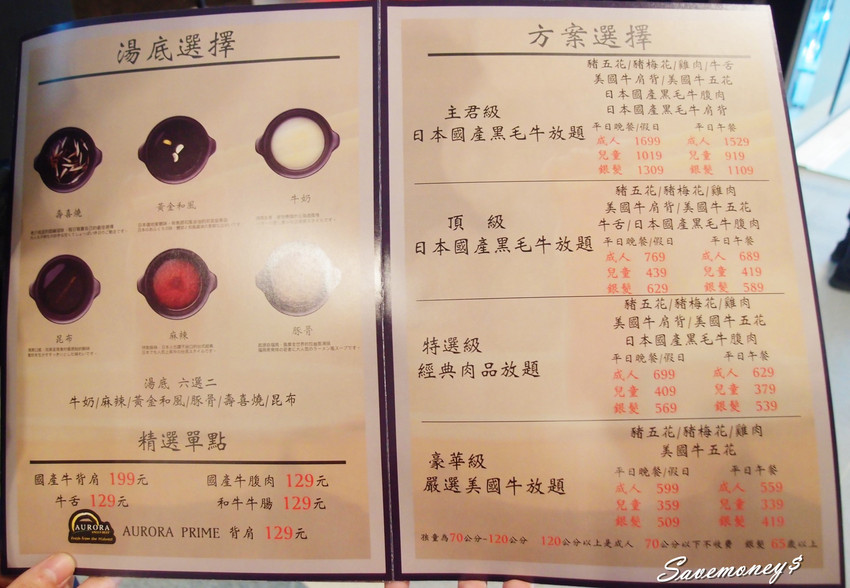 湯底選擇
壽喜燒
黃金和風
牛奶
昆布
麻辣
豚骨
湯底 六選二
牛奶/麻辣/黃金和風/豚骨/壽喜燒/昆布
精選單點
國產牛背肩 199元
國產牛腹肉 129元
牛舌 129元
和牛牛腸 129元
AURORA
AURORA PRIME 背肩 129元
方案選擇
主君級
日本國產黑毛牛放題
豬五花/豬梅花/雞肉/牛舌
美國牛肩背/美國牛五花
日本國產黑毛牛腹肉
日本國產黑毛牛肩背
平日晚餐/假日 平日午餐
成人 1699 成人 1529
兒童 1019 兒童 919
銀髮 1309 銀髮 1109
頂 級
日本國產黑毛牛放題
豬五花/豬梅花/雞肉
美國牛肩背/美國牛五花
牛舌/日本國產黑毛牛腹肉
平日晚餐/假日 平日午餐
成人 769 成人 689
兒童 439 兒童 419
銀髮 629 銀髮 589
特選級
經典肉品放題
豬五花/豬梅花/雞肉
美國牛肩背/美國牛五花
日本國產黑毛牛腹肉
平日晚餐/假日 平日午餐
成人 699 成人 629
兒童 409 兒童 379
銀髮 569 銀髮 539
豪華級
嚴選美國牛放題
豬五花/豬梅花/雞肉
美國牛五花
平日晚餐/假日 平日午餐
成人 599 成人 559
兒童 359 兒童 339
銀髮 509 銀髮 419
孩童為70公分-120公分 120公分以上是成人 70公分以下不收費 銀髮 65歲以上
Savemoney$